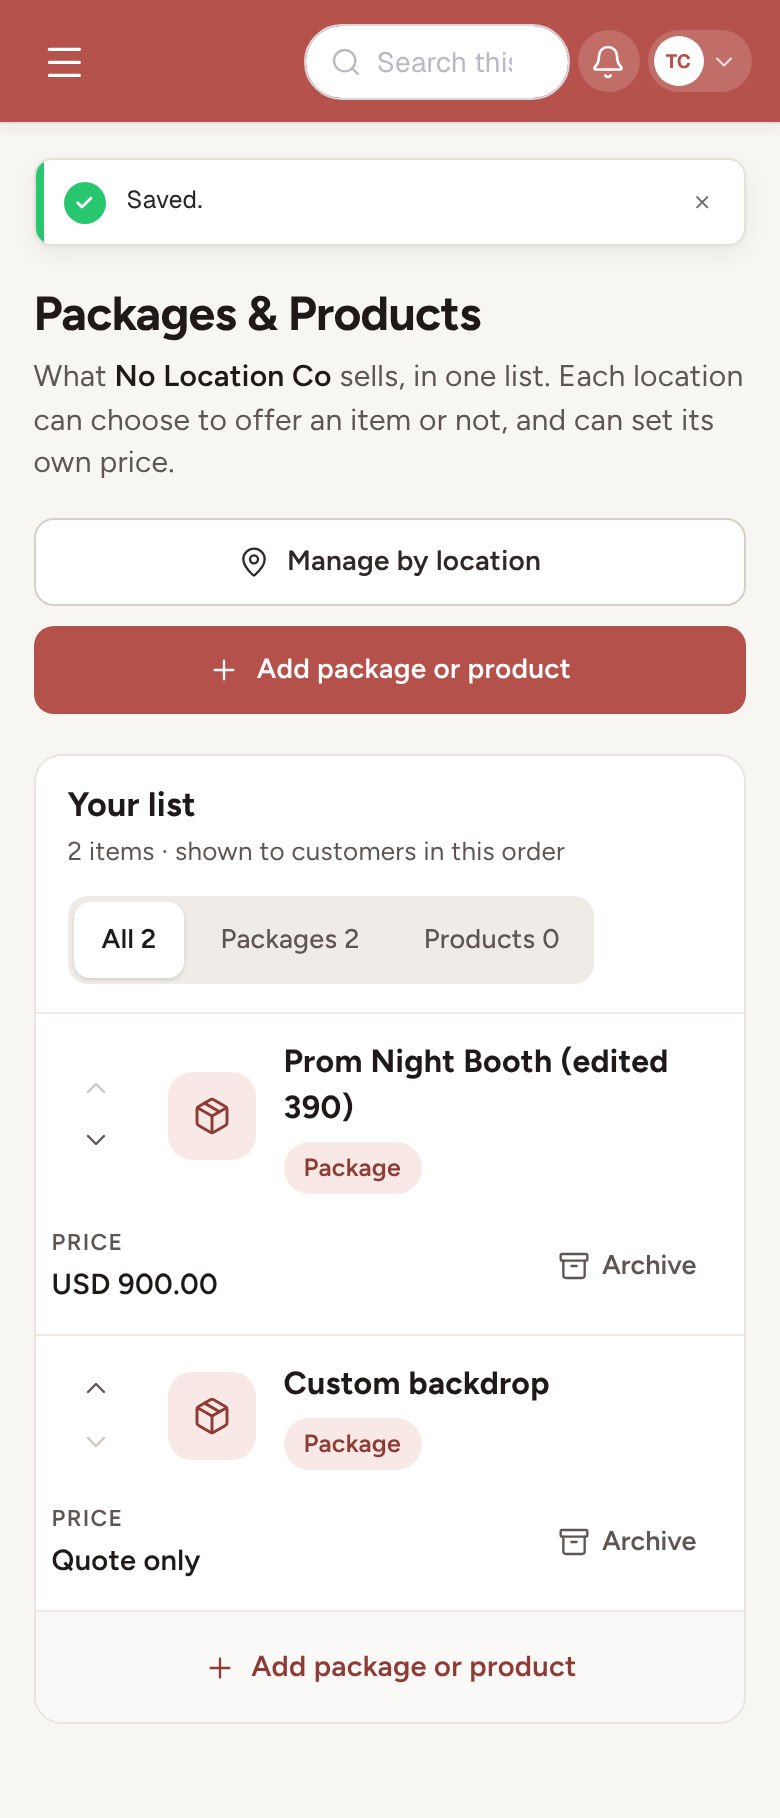 Search this
TC
Saved.
Packages & Products
What No Location Co sells, in one list. Each location
can choose to offer an item or not, and can set its
own price.
Manage by location
Add package or product
Your list
2 items · shown to customers in this order
All 2
Packages 2
Products 0
Prom Night Booth (edited
390)
Package
PRICE
USD 900.00
Archive
Custom backdrop
Package
PRICE
Quote only
Archive
Add package or product